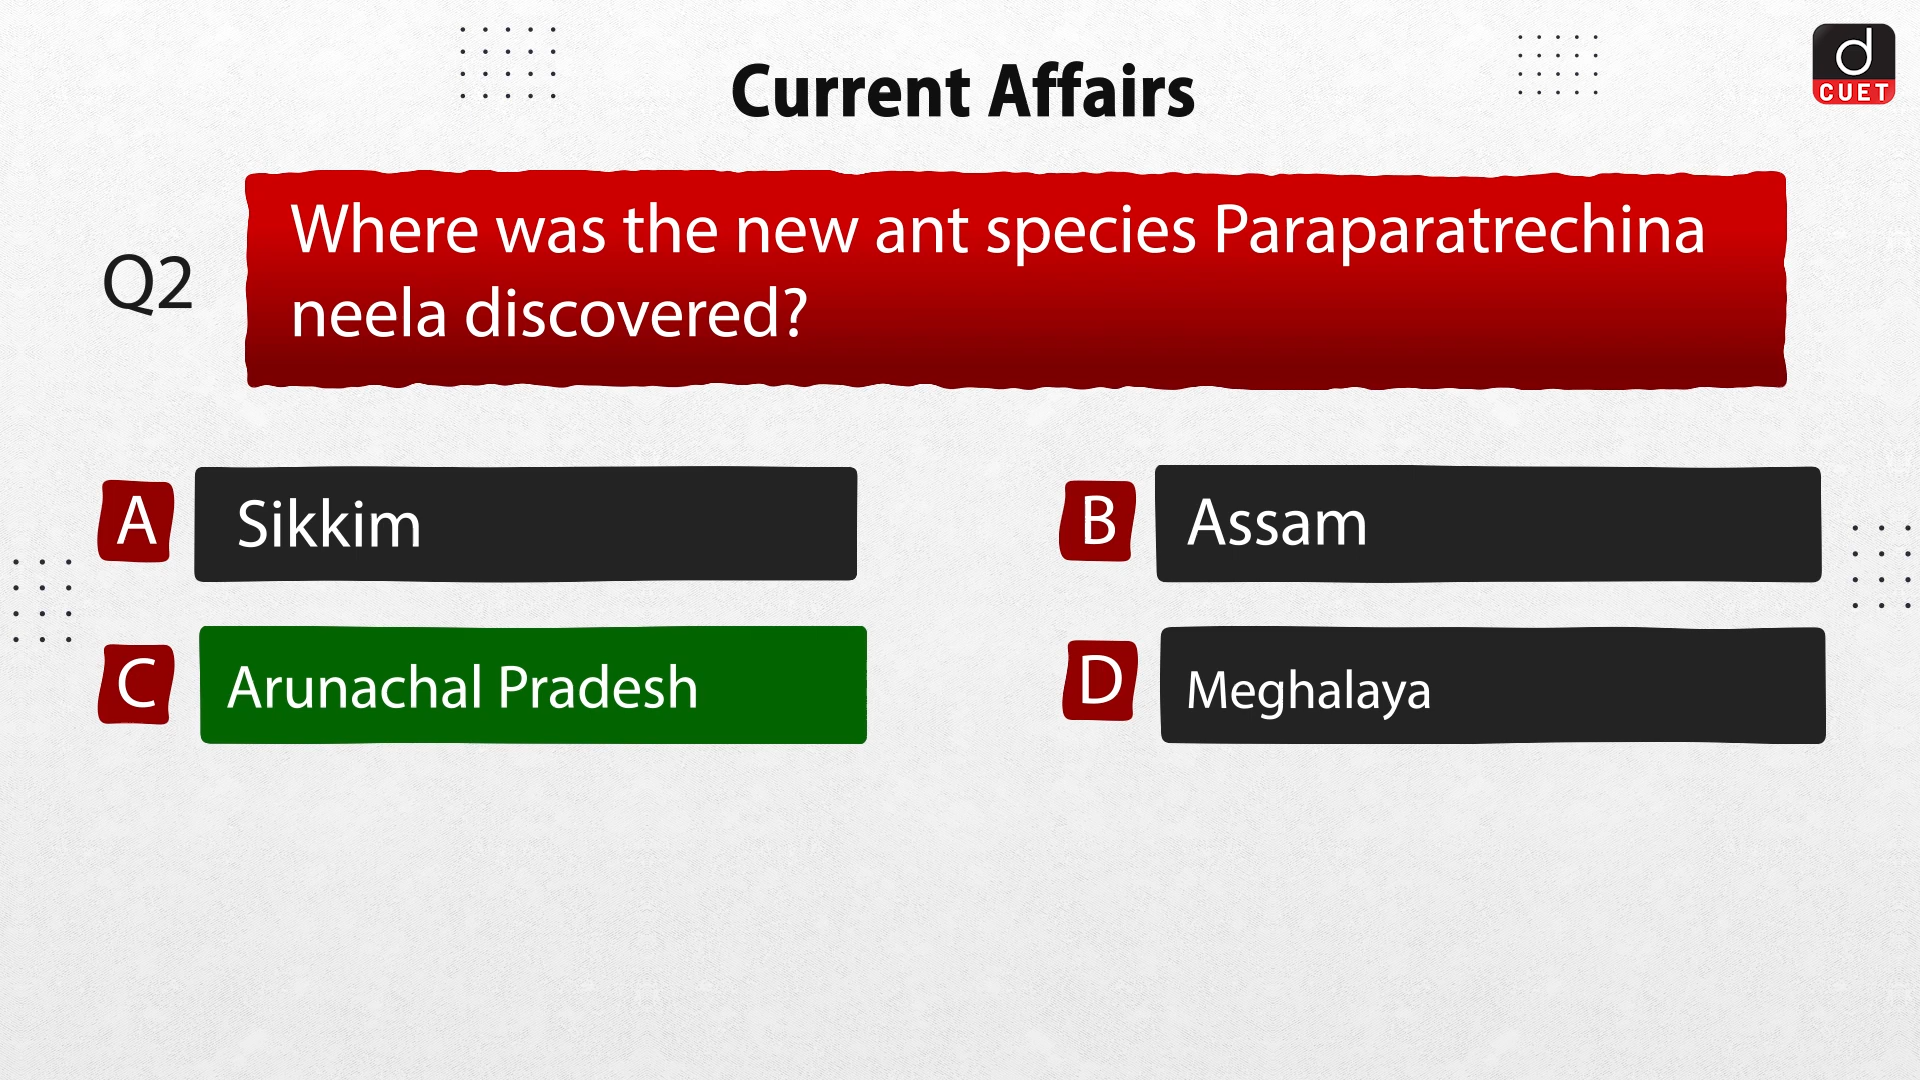 Current Affairs
d
CUET
Q2
Where was the new ant species Paraparatrechina
neela discovered?
A
Sikkim
B
Assam
C
Arunachal Pradesh
D
Meghalaya